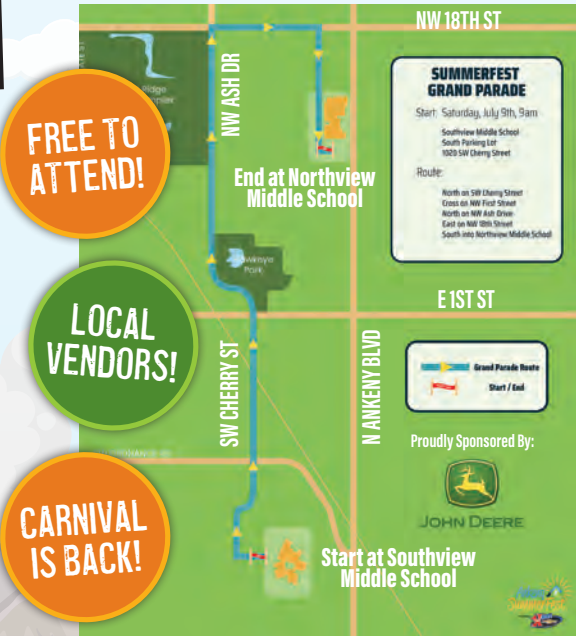 NW 18TH ST
NW ASH DR
SUMMERFEST
GRAND PARADE
Start: Saturday, July 9th, 9am
Southview Middle School
South Parking Lot
1020 SW Cherry Street
Route:
North on SW Cherry Street
Cross on NW First Street
North on NW Ash Drive
East on NW 18th Street
South into Northview Middle School
FREE TO
ATTEND!
Ridge
End at Northview
Middle School
Park
E 1ST ST
LOCAL
VENDORS!
SW CHERRY ST
N ANKENY BLVD
Grand Parade Route
Start / End
Proudly Sponsored By:
JOHN DEERE
CARNIVAL
IS BACK!
Start at Southview
Middle School
SummerFest